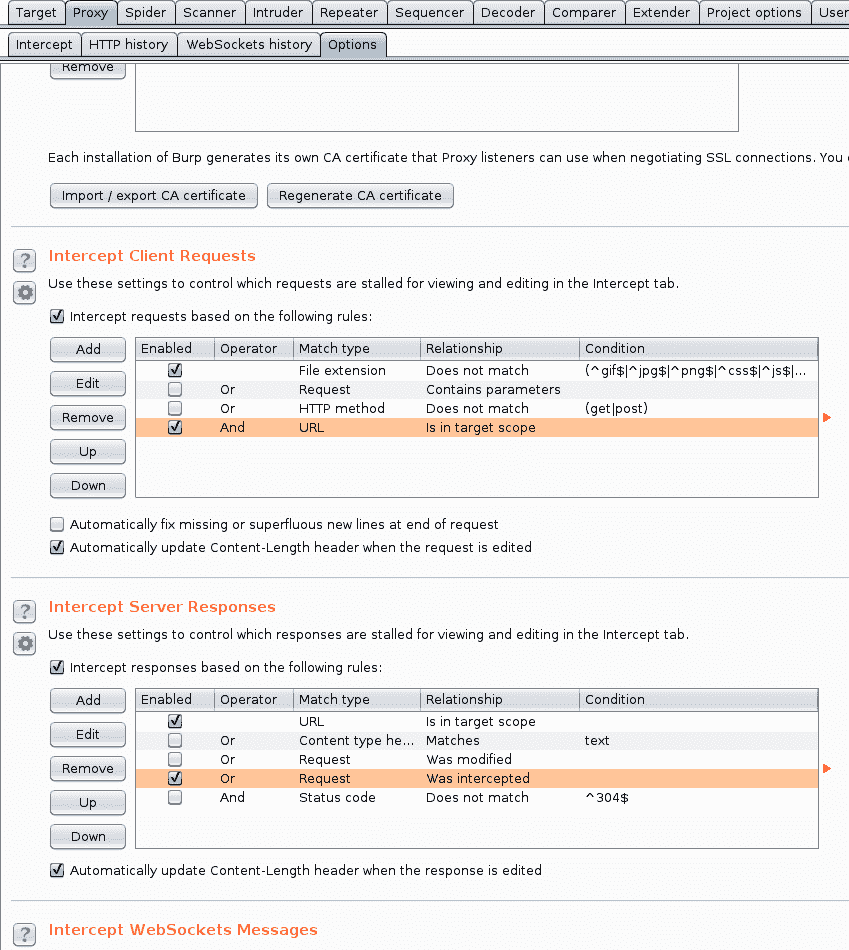 Target Proxy Spider Scanner Intruder Repeater Sequencer Decoder Comparer Extender Project options User
Intercept HTTP history WebSockets history Options
Remove
Each installation of Burp generates its own CA certificate that Proxy listeners can use when negotiating SSL connections. You
Import / export CA certificate Regenerate CA certificate
? Intercept Client Requests
Use these settings to control which requests are stalled for viewing and editing in the Intercept tab.
Intercept requests based on the following rules:
Add Enabled Operator Match type Relationship Condition
File extension Does not match (^gif$|^jpg$|^png$|^css$|^js$|...
Edit Or Request Contains parameters
Remove Or HTTP method Does not match (get|post)
And URL Is in target scope
Up
Down
Automatically fix missing or superfluous new lines at end of request
Automatically update Content-Length header when the request is edited
? Intercept Server Responses
Use these settings to control which responses are stalled for viewing and editing in the Intercept tab.
Intercept responses based on the following rules:
Add Enabled Operator Match type Relationship Condition
URL Is in target scope
Edit Or Content type he... Matches text
Or Request Was modified
Remove Or Request Was intercepted
Up And Status code Does not match ^304$
Down
Automatically update Content-Length header when the response is edited
? Intercept WebSockets Messages